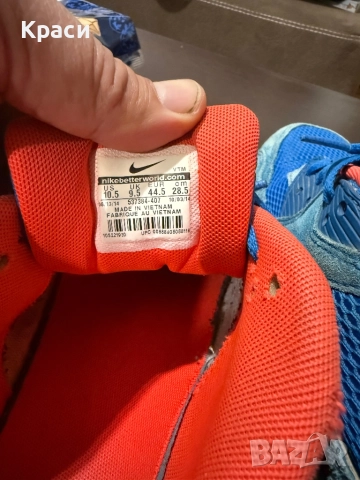 Краси
VTM
nikebetterworld.com
US UK EUR cm
10.5 9.5 44.5 28.5
537384-407
MADE IN VIETNAM
FABRIQUE AU VIETNAM
BAZAR